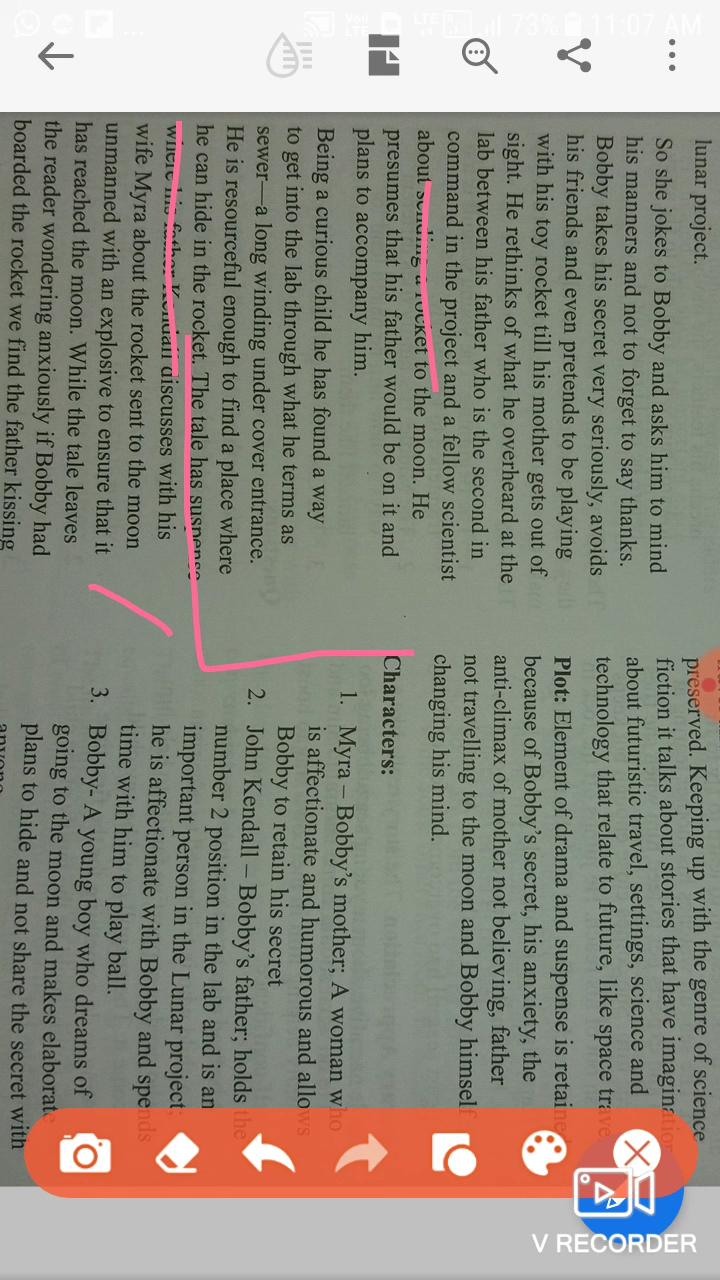 73% 11:07 AM
lunar project.
So she jokes to Bobby and asks him to mind
his manners and not to forget to say thanks.
Bobby takes his secret very seriously, avoids
his friends and even pretends to be playing
with his toy rocket till his mother gets out of
sight. He rethinks of what he overheard at the
lab between his father who is the second in
command in the project and a fellow scientist
about sending a rocket to the moon. He
presumes that his father would be on it and
plans to accompany him.
Being a curious child he has found a way
to get into the lab through what he terms as
sewer—a long winding under cover entrance.
He is resourceful enough to find a place where
he can hide in the rocket. The tale has suspense
where his father Kendall discusses with his
wife Myra about the rocket sent to the moon
unmanned with an explosive to ensure that it
has reached the moon. While the tale leaves
the reader wondering anxiously if Bobby had
boarded the rocket we find the father kissing
preserved. Keeping up with the genre of science
fiction it talks about stories that have imagination
about futuristic travel, settings, science and
technology that relate to future, like space trave
Plot: Element of drama and suspense is retained
because of Bobby's secret, his anxiety, the
anti-climax of mother not believing, father
not travelling to the moon and Bobby himself
changing his mind.
Characters:
1. Myra – Bobby's mother; A woman who
is affectionate and humorous and allows
Bobby to retain his secret
2. John Kendall – Bobby's father; holds the
number 2 position in the lab and is an
important person in the Lunar project;
he is affectionate with Bobby and spends
time with him to play ball.
3. Bobby- A young boy who dreams of
going to the moon and makes elaborate
plans to hide and not share the secret with
V RECORDER